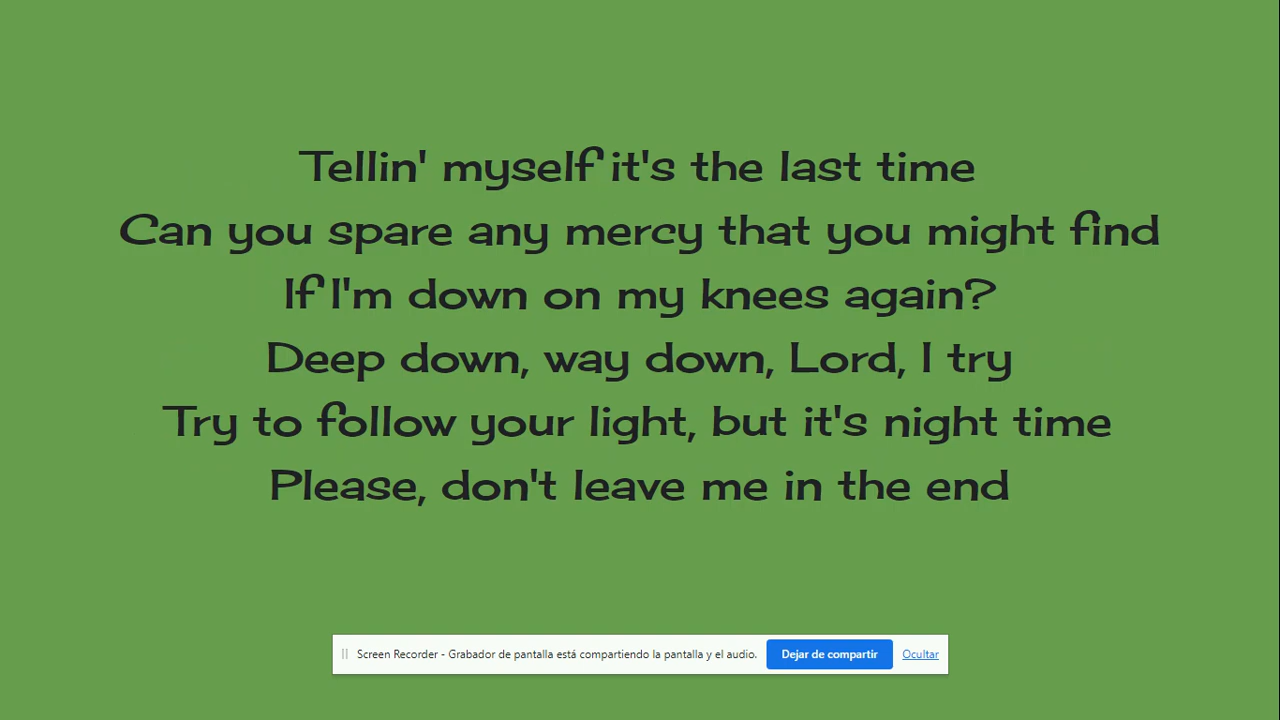 Tellin' myself it's the last time
Can you spare any mercy that you might find
If I'm down on my knees again?
Deep down, way down, Lord, I try
Try to follow your light, but it's night time
Please, don't leave me in the end
Screen Recorder - Grabador de pantalla está compartiendo la pantalla y el audio. Dejar de compartir Ocultar